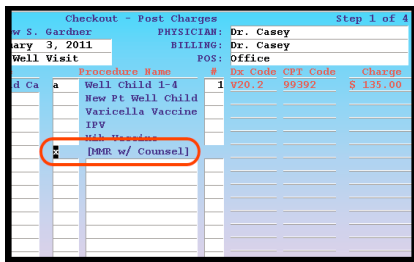 Checkout - Post Charges Step 1 of 4
w S. Gardner PHYSICIAN: Dr. Casey
ary 3, 2011 BILLING: Dr. Casey
Well Visit POS: Office
Procedure Name # Dx Code CPT Code Charge
d Ca a Well Child 1-4 1 V20.2 99392 $ 135.00
New Pt Well Child
Varicella Vaccine
IPV
Hib Vaccine
x [MMR w/ Counsel]